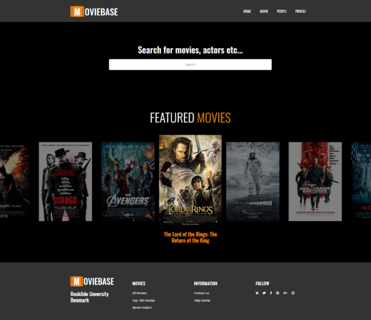 MOVIEBASE
HOME MOVIE PEOPLE PROFILE
Search for movies, actors etc...
Search
FEATURED MOVIES
DJANGO
AVENGERS
THE LORD OF THE RINGS
The Lord of the Rings: The
Return of the King
MOVIEBASE
Roskilde University
Denmark
MOVIES
All Movies
Top 100 movies
INFORMATION
Contact us
Help center
FOLLOW